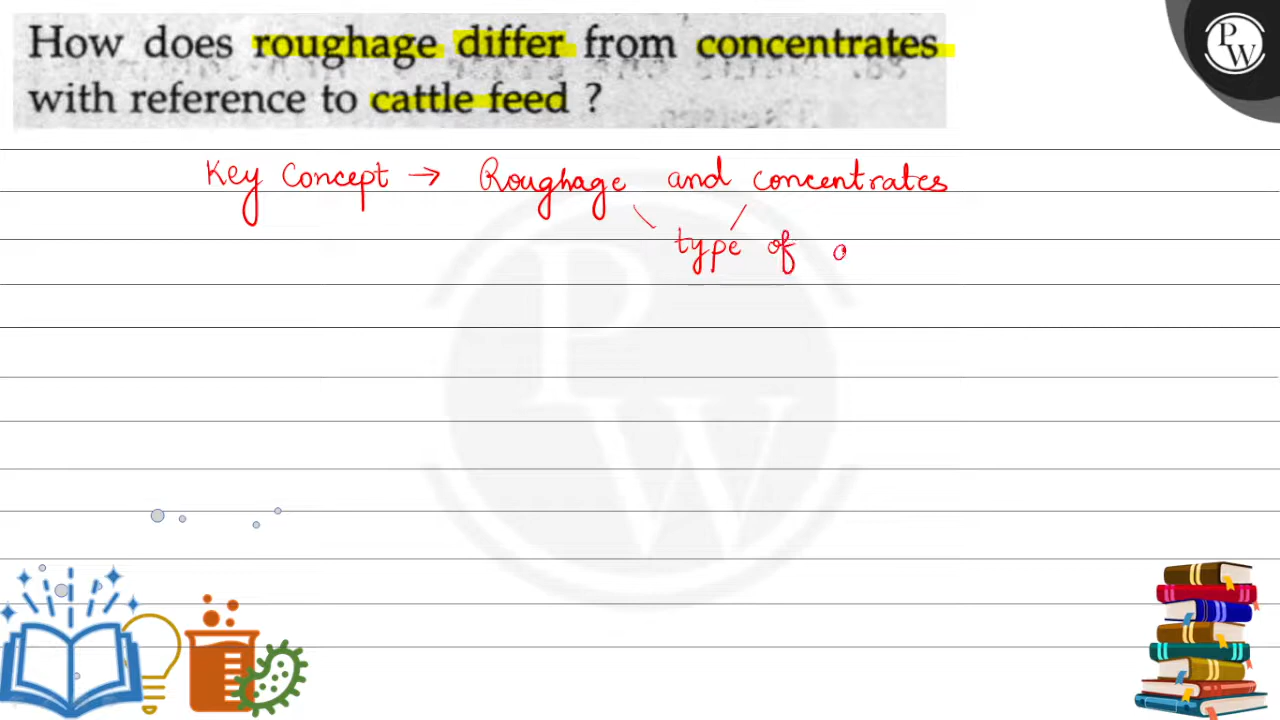 How does roughage differ from concentrates
with reference to cattle feed ?
Key Concept → Roughage and concentrates
type of
P
W
P
W